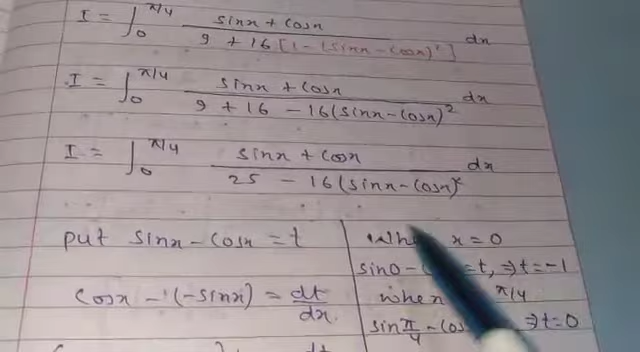 I = ∫₀^π/4 sinx + cosx / 9 + 16 [1 - (sinx - cosx)²] dx
I = ∫₀^π/4 sinx + cosx / 9 + 16 - 16(sinx - cosx)² dx
I = ∫₀^π/4 sinx + cosx / 25 - 16(sinx - cosx)² dx
put sinx - cosx = t
cosx - (-sinx) = dt/dx.
x = 0
sin0 - = t, ⇒ t = -1
when π/4
sin π/4 - cos ⇒ t = 0